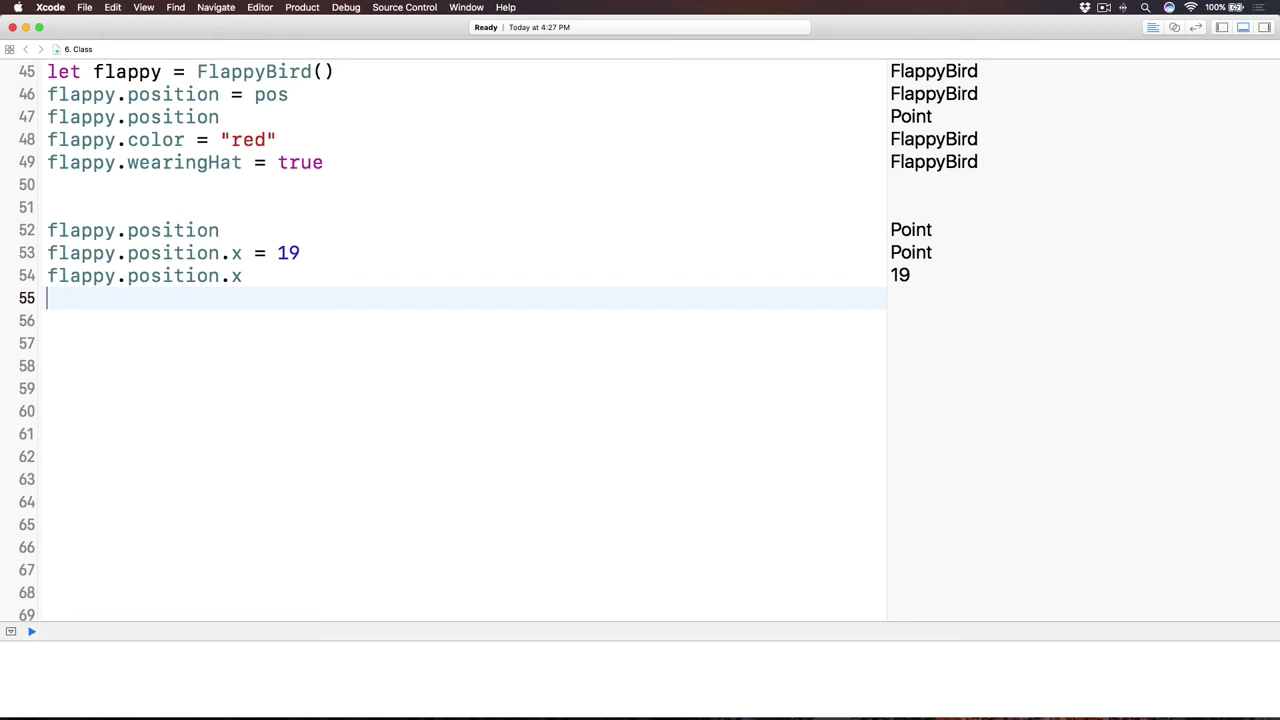 Xcode File Edit View Find Navigate Editor Product Debug Source Control Window Help 100%
Ready | Today at 4:27 PM
6. Class
45 let flappy = FlappyBird() FlappyBird
46 flappy.position = pos FlappyBird
47 flappy.position Point
48 flappy.color = "red" FlappyBird
49 flappy.wearingHat = true FlappyBird
50
51
52 flappy.position Point
53 flappy.position.x = 19 Point
54 flappy.position.x 19
55
56
57
58
59
60
61
62
63
64
65
66
67
68
69